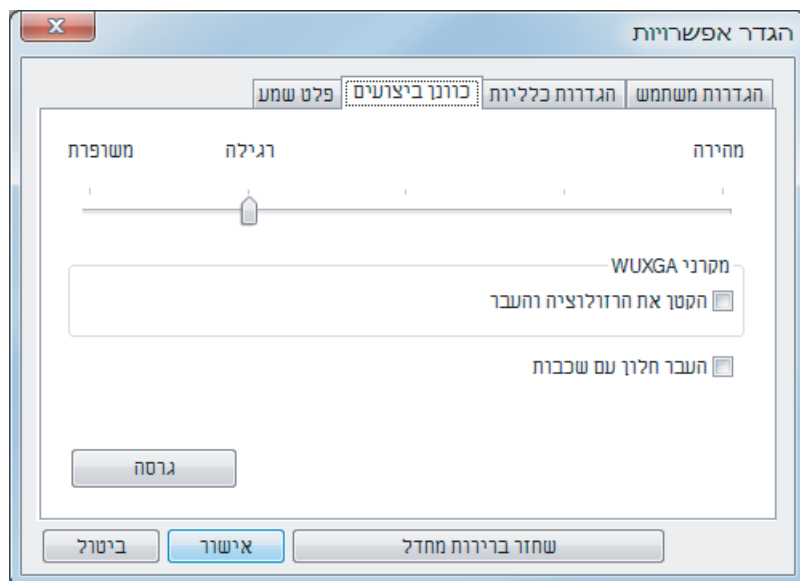 הגדר אפשרויות
הגדרות משתמש הגדרות כלליות כוונן ביצועים פלט שמע
מהירה רגילה משופרת
מקרני WUXGA
הקטן את הרזולוציה והעבר
העבר חלון עם שכבות
גרסה
שחזר ברירות מחדל אישור ביטול